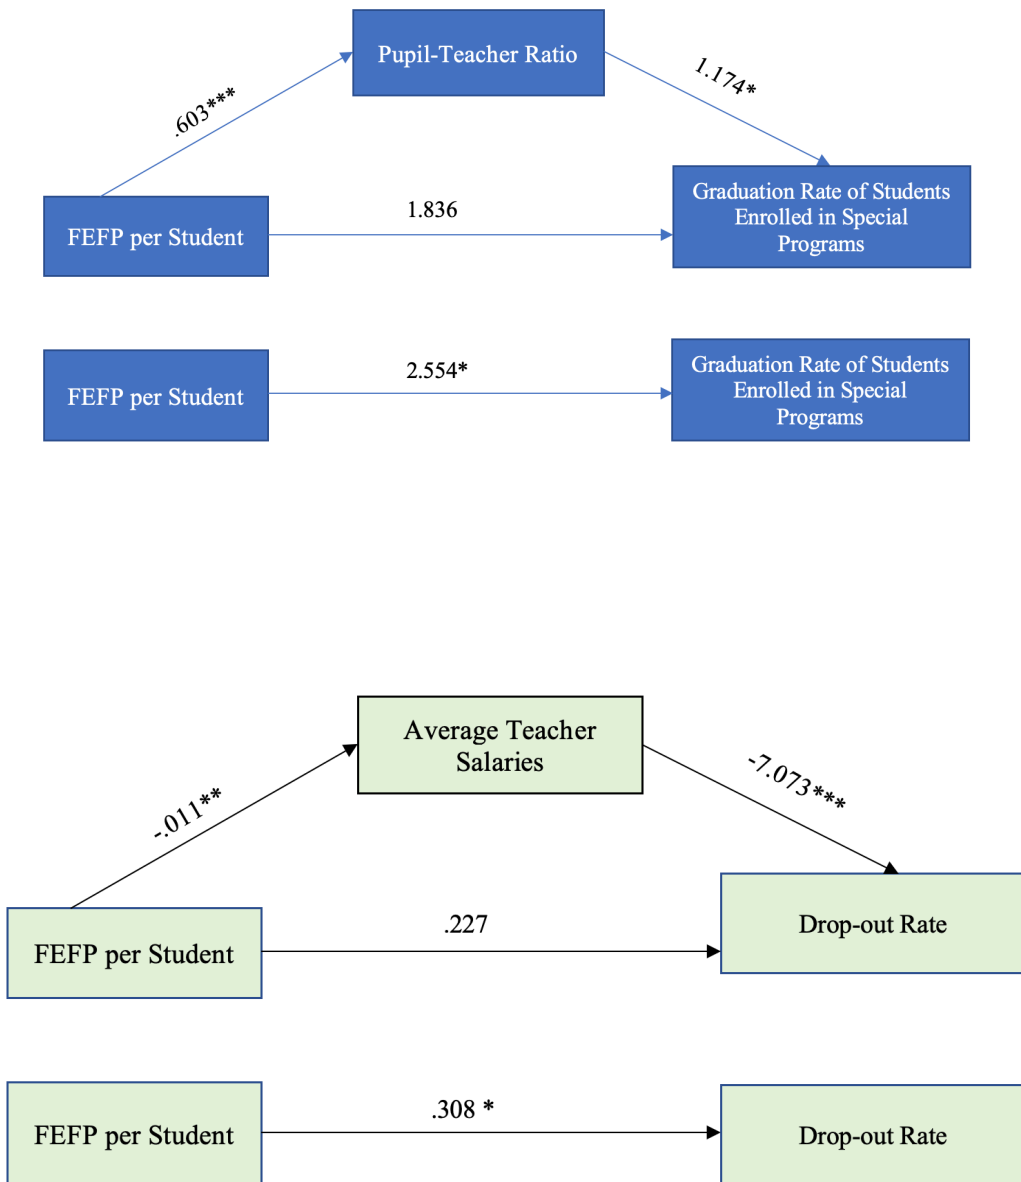 Pupil-Teacher Ratio
.603***
1.174*
FEFP per Student
1.836
Graduation Rate of Students
Enrolled in Special
Programs
FEFP per Student
2.554*
Graduation Rate of Students
Enrolled in Special
Programs
Average Teacher
Salaries
-.011**
-7.073***
FEFP per Student
.227
Drop-out Rate
FEFP per Student
.308 *
Drop-out Rate